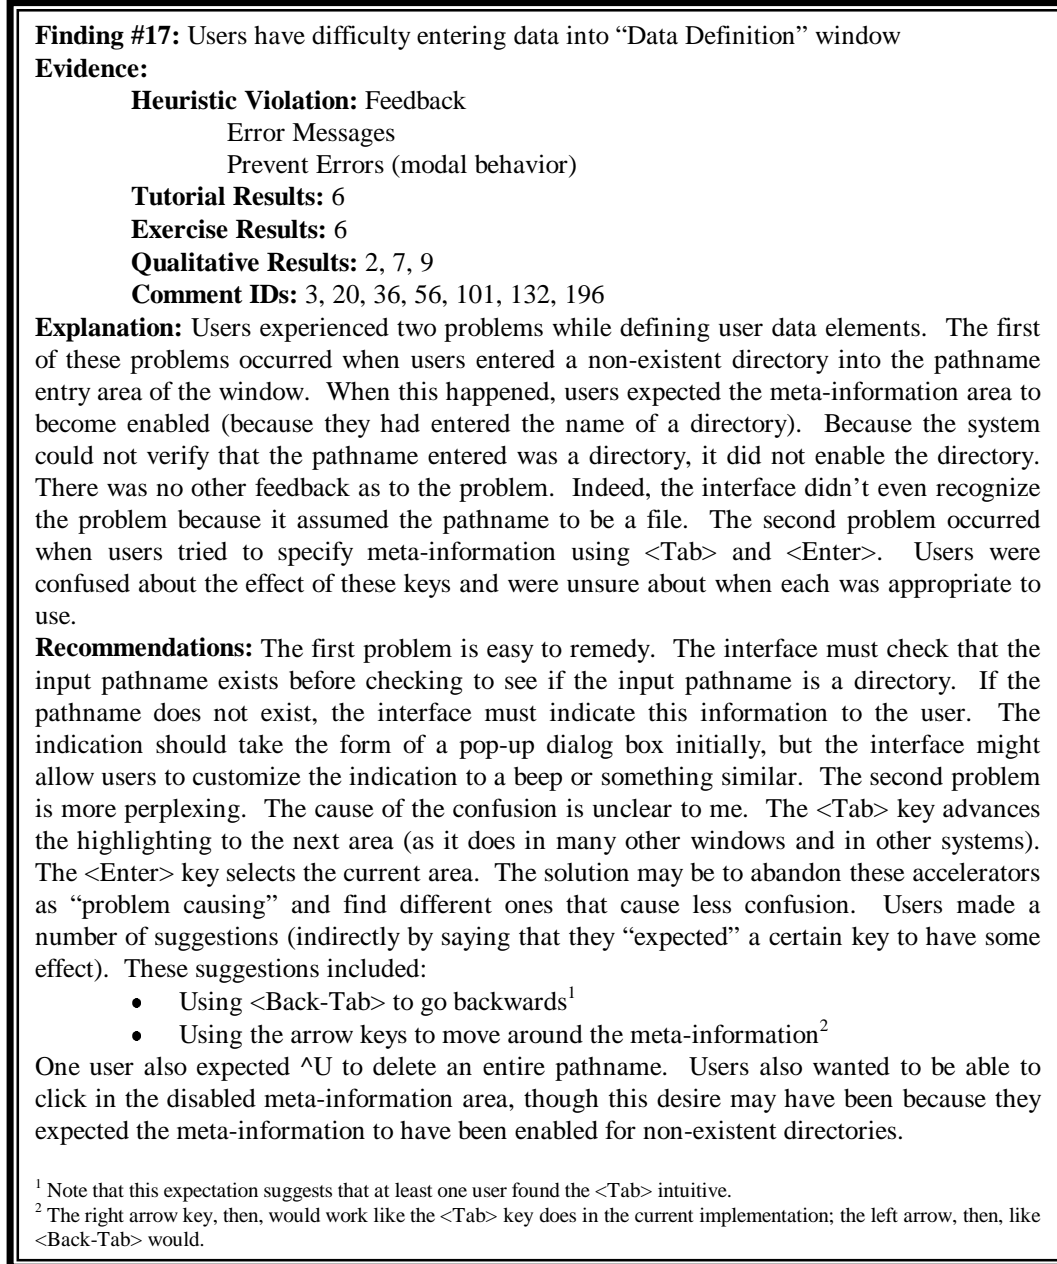 Finding #17: Users have difficulty entering data into “Data Definition” window
Evidence:
Heuristic Violation: Feedback
Error Messages
Prevent Errors (modal behavior)
Tutorial Results: 6
Exercise Results: 6
Qualitative Results: 2, 7, 9
Comment IDs: 3, 20, 36, 56, 101, 132, 196
Explanation: Users experienced two problems while defining user data elements. The first
of these problems occurred when users entered a non-existent directory into the pathname
entry area of the window. When this happened, users expected the meta-information area to
become enabled (because they had entered the name of a directory). Because the system
could not verify that the pathname entered was a directory, it did not enable the directory.
There was no other feedback as to the problem. Indeed, the interface didn’t even recognize
the problem because it assumed the pathname to be a file. The second problem occurred
when users tried to specify meta-information using <Tab> and <Enter>. Users were
confused about the effect of these keys and were unsure about when each was appropriate to
use.
Recommendations: The first problem is easy to remedy. The interface must check that the
input pathname exists before checking to see if the input pathname is a directory. If the
pathname does not exist, the interface must indicate this information to the user. The
indication should take the form of a pop-up dialog box initially, but the interface might
allow users to customize the indication to a beep or something similar. The second problem
is more perplexing. The cause of the confusion is unclear to me. The <Tab> key advances
the highlighting to the next area (as it does in many other windows and in other systems).
The <Enter> key selects the current area. The solution may be to abandon these accelerators
as “problem causing” and find different ones that cause less confusion. Users made a
number of suggestions (indirectly by saying that they “expected” a certain key to have some
effect). These suggestions included:
• Using <Back-Tab> to go backwards¹
• Using the arrow keys to move around the meta-information²
One user also expected ^U to delete an entire pathname. Users also wanted to be able to
click in the disabled meta-information area, though this desire may have been because they
expected the meta-information to have been enabled for non-existent directories.
¹ Note that this expectation suggests that at least one user found the <Tab> intuitive.
² The right arrow key, then, would work like the <Tab> key does in the current implementation; the left arrow, then, like
<Back-Tab> would.